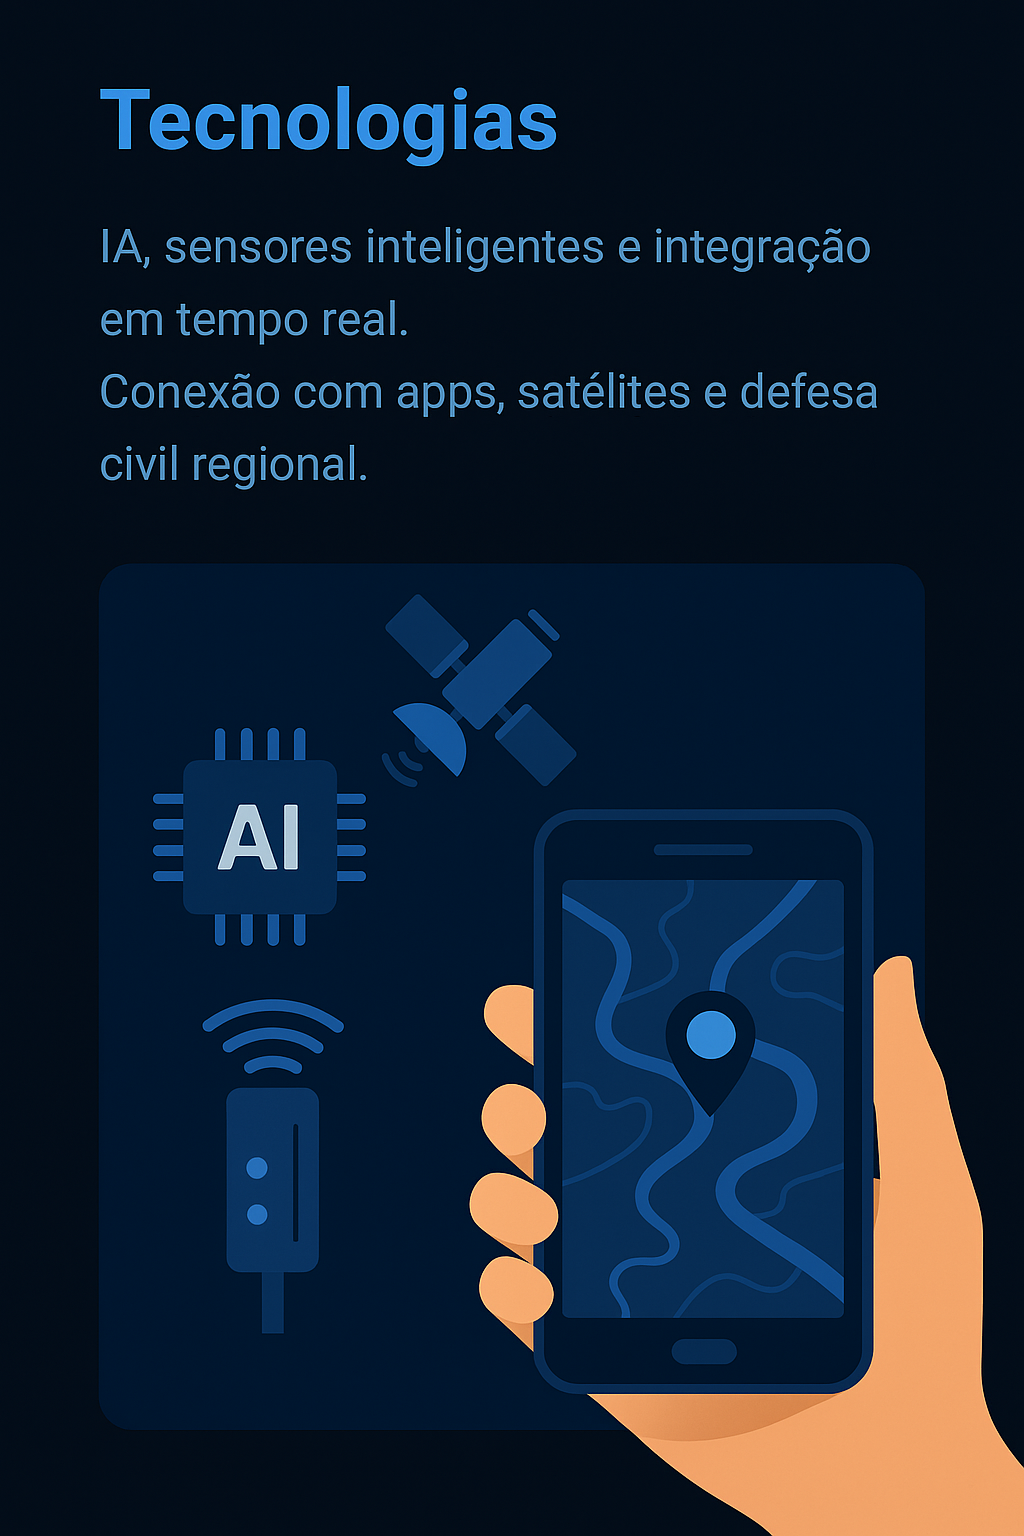 Tecnologias
IA, sensores inteligentes e integração
em tempo real.
Conexão com apps, satélites e defesa
civil regional.
AI